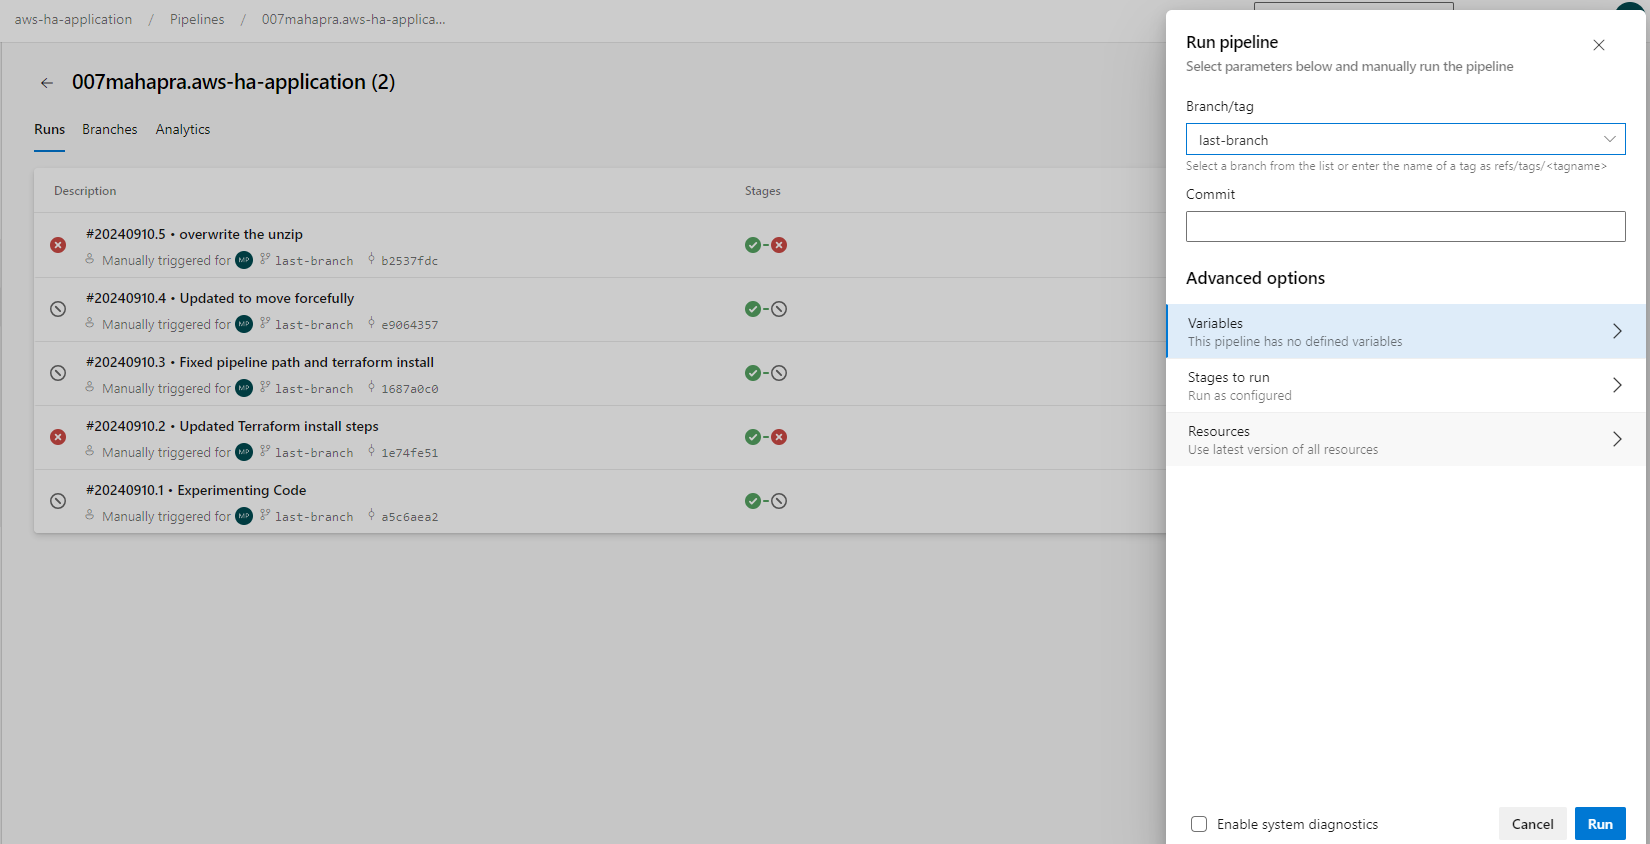 aws-ha-application / Pipelines / 007mahapra.aws-ha-applica...
007mahapra.aws-ha-application (2)
Runs Branches Analytics
Description Stages
#20240910.5 • overwrite the unzip
Manually triggered for MP last-branch b2537fdc
#20240910.4 • Updated to move forcefully
Manually triggered for MP last-branch e9064357
#20240910.3 • Fixed pipeline path and terraform install
Manually triggered for MP last-branch 1687a0c0
#20240910.2 • Updated Terraform install steps
Manually triggered for MP last-branch 1e74fe51
#20240910.1 • Experimenting Code
Manually triggered for MP last-branch a5c6aea2
Run pipeline
Select parameters below and manually run the pipeline
Branch/tag
last-branch
Select a branch from the list or enter the name of a tag as refs/tags/<tagname>
Commit
Advanced options
Variables
This pipeline has no defined variables
Stages to run
Run as configured
Resources
Use latest version of all resources
Enable system diagnostics
Cancel
Run